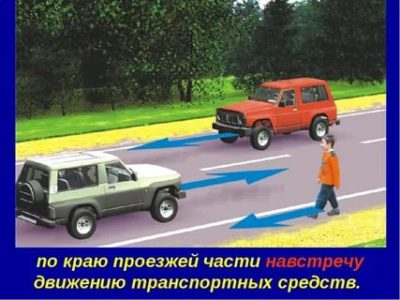 по краю проезжей части навстречу
движению транспортных средств.